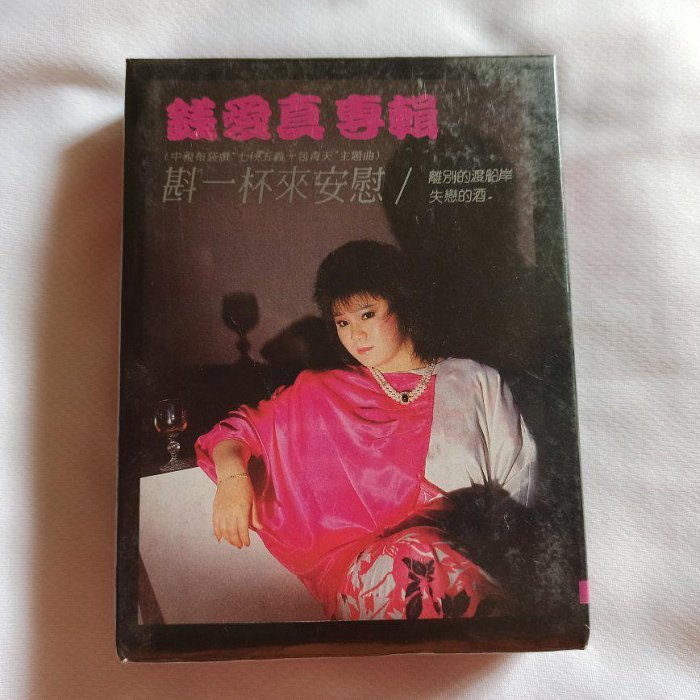 錢愛真專輯
(中視布袋戲"七俠五義-包青天"主題曲)
斟一杯來安慰/
離別的渡船岸
失戀的酒